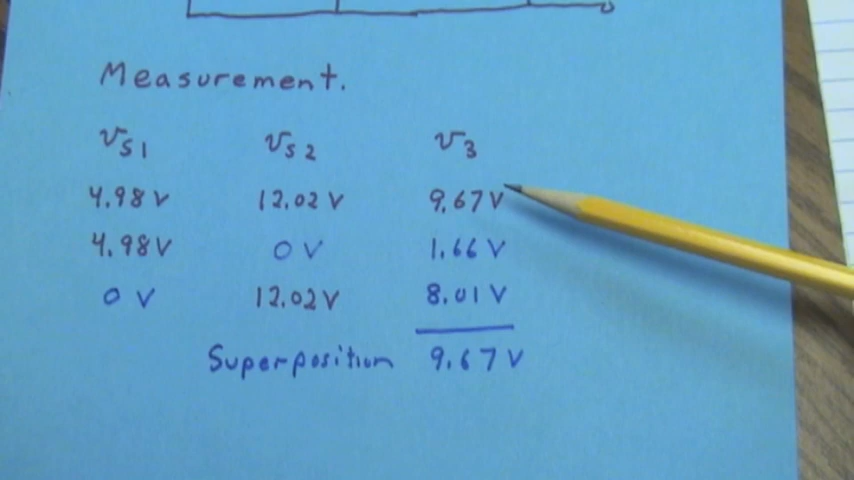 Measurement.
vS1 vS2 v3
4.98 V 12.02 V 9.67 V
4.98 V 0 V 1.66 V
0 V 12.02 V 8.01 V
Superposition 9.67 V